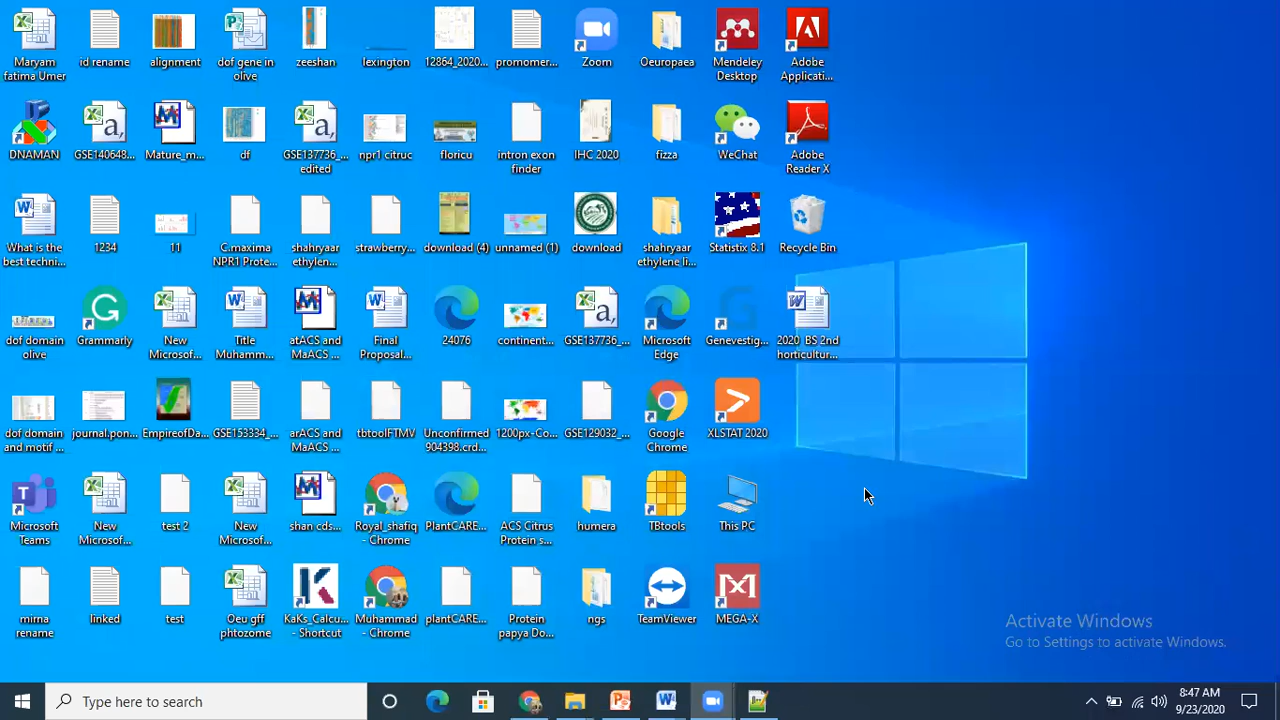 Maryam
fatima Umer
id rename
alignment
dof gene in
olive
zeeshan
lexington
12864_2020...
promomer...
Zoom
Oeuropaea
Mendeley
Desktop
Adobe
Applicati...
DNAMAN
GSE140648...
Mature_m...
df
GSE137736_...
edited
npr1 citruc
floricu
intron exon
finder
IHC 2020
fizza
WeChat
Adobe
Reader X
What is the
best techni...
1234
11
C.maxima
NPR1 Prote...
shahryaar
ethylen...
strawberry...
download (4)
unnamed (1)
download
shahryaar
ethylene li...
Statistix 8.1
Recycle Bin
dof domain
olive
Grammarly
New
Microsof...
Title
Muhamm...
atACS and
MaACS ...
Final
Proposal...
24076
continent...
GSE137736_...
Microsoft
Edge
Genevestig...
2020 BS 2nd
horticultur...
dof domain
and motif ...
journal.pon...
EmpireofDa...
GSE153334_...
arACS and
MaACS ...
tbtoolFTMV
Unconfirmed
904398.crd...
1200px-Co...
GSE129032_...
Google
Chrome
XLSTAT 2020
Microsoft
Teams
New
Microsof...
test 2
New
Microsof...
shan cds...
Royal_shafiq
- Chrome
PlantCARE...
ACS Citrus
Protein s...
humera
TBtools
This PC
mirna
rename
linked
test
Oeu gff
phtozome
KaKs_Calcu...
- Shortcut
Muhammad
- Chrome
plantCARE...
Protein
papya Do...
ngs
TeamViewer
MEGA-X
Activate Windows
Go to Settings to activate Windows.
Type here to search
8:47 AM
9/23/2020